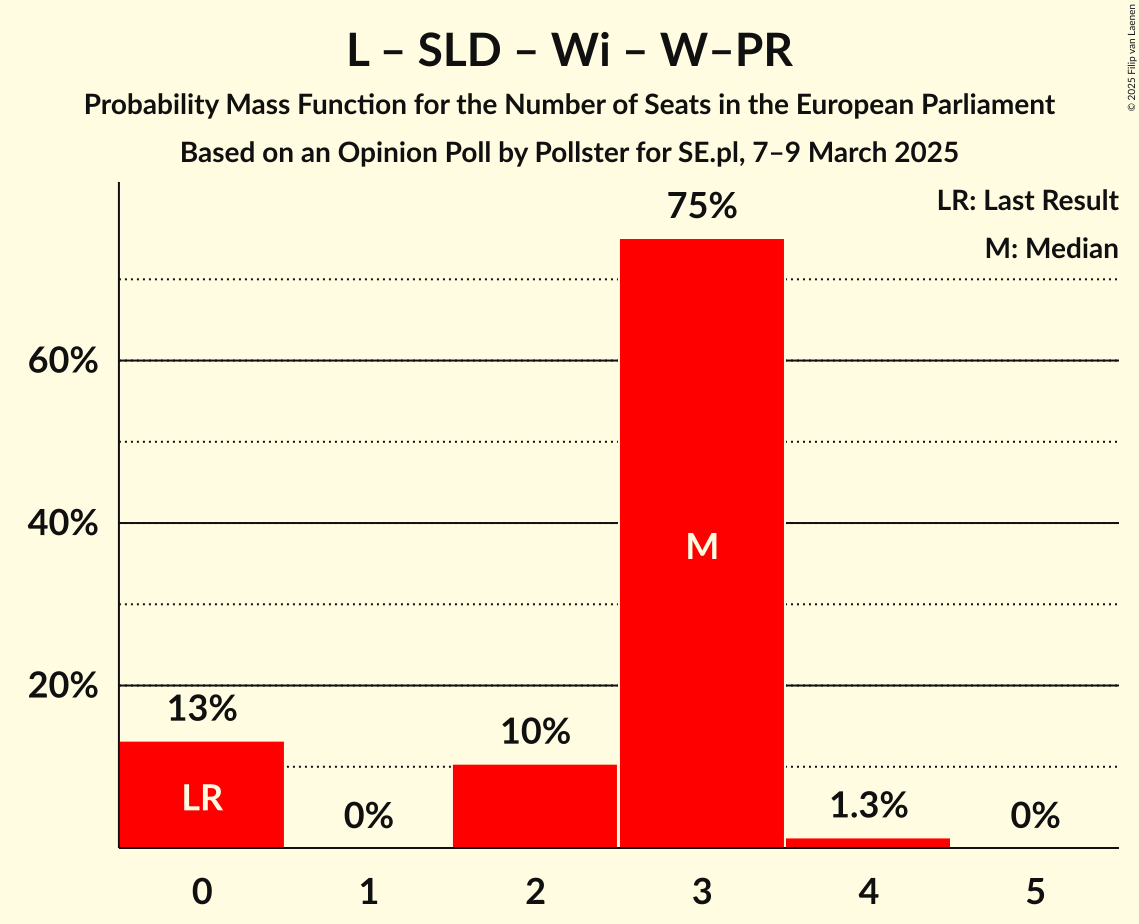 L – SLD – Wi – W–PR
Probability Mass Function for the Number of Seats in the European Parliament
Based on an Opinion Poll by Pollster for SE.pl, 7–9 March 2025
© 2025 Filip van Laenen
LR: Last Result
M: Median
75%
60%
40%
M
20%
13%
10%
LR
0%
1.3%
0%
0 1 2 3 4 5